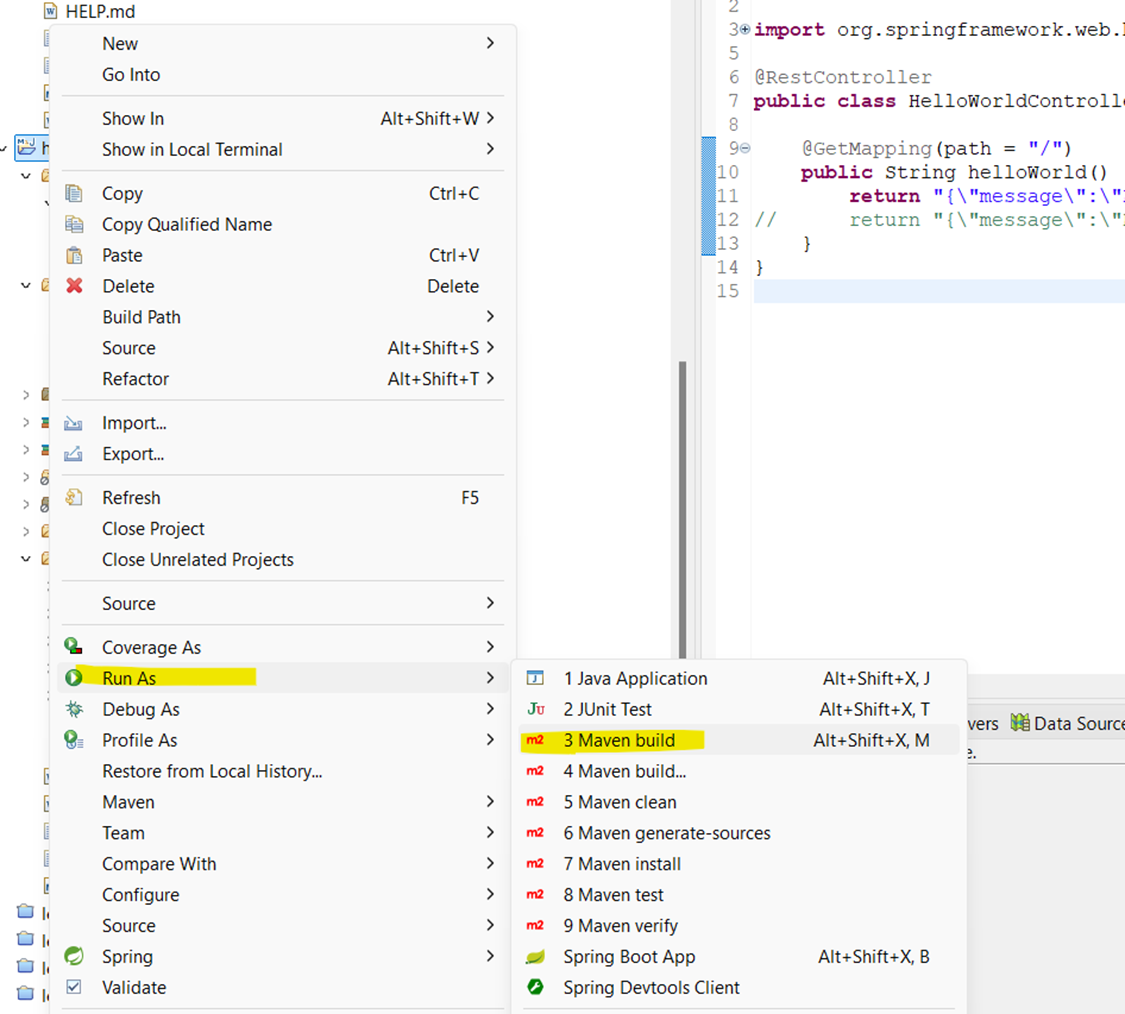 HELP.md
New
Go Into
Show In Alt+Shift+W
Show in Local Terminal
Copy Ctrl+C
Copy Qualified Name
Paste Ctrl+V
Delete Delete
Build Path
Source Alt+Shift+S
Refactor Alt+Shift+T
Import...
Export...
Refresh F5
Close Project
Close Unrelated Projects
Source
Coverage As
Run As
Debug As
Profile As
Restore from Local History...
Maven
Team
Compare With
Configure
Source
Spring
Validate
1 Java Application Alt+Shift+X, J
2 JUnit Test Alt+Shift+X, T
3 Maven build Alt+Shift+X, M
4 Maven build...
5 Maven clean
6 Maven generate-sources
7 Maven install
8 Maven test
9 Maven verify
Spring Boot App Alt+Shift+X, B
Spring Devtools Client
2
3 import org.springframework.web.
5
6 @RestController
7 public class HelloWorldControlle
8
9 @GetMapping(path = "/")
10 public String helloWorld()
11 return "{\"message\":\"
12 // return "{\"message\":\"
13 }
14 }
15
vers Data Source
e.